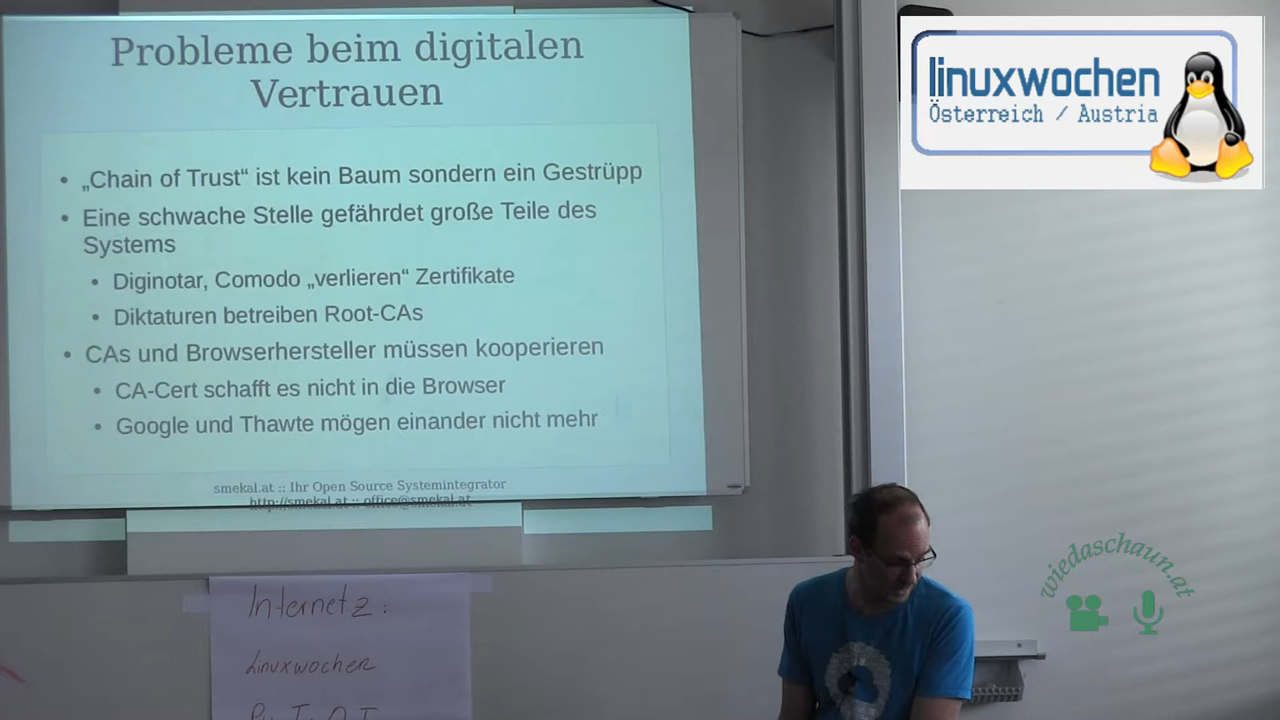 Probleme beim digitalen
Vertrauen
• „Chain of Trust“ ist kein Baum sondern ein Gestrüpp
• Eine schwache Stelle gefährdet große Teile des
Systems
• Diginotar, Comodo „verlieren“ Zertifikate
• Diktaturen betreiben Root-CAs
• CAs und Browserhersteller müssen kooperieren
• CA-Cert schafft es nicht in die Browser
• Google und Thawte mögen einander nicht mehr
smekal.at :: Ihr Open Source Systemintegrator
http://smekal.at :: office@smekal.at
linuxwochen
Österreich / Austria
Internetz:
Linuxwochen
wiedaschaun.at